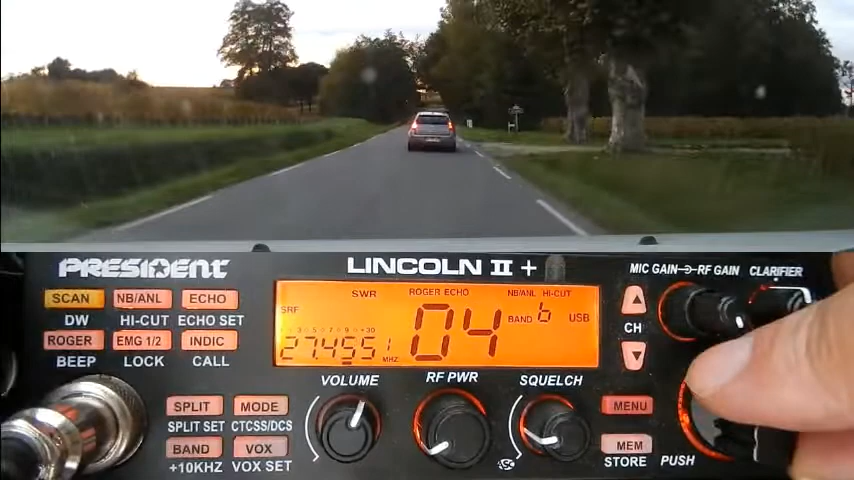 PRESIDENT
LINCOLN II +
MIC GAIN RF GAIN CLARIFIER
SCAN NB/ANL ECHO
DW HI-CUT ECHO SET
ROGER EMG 1/2 INDIC
BEEP LOCK CALL
SWR ROGER ECHO NB/ANL HI-CUT
SRF
27.455 MHZ 04 BAND b USB
CH
VOLUME RF PWR SQUELCH
SPLIT MODE
SPLIT SET CTCSS/DC
BAND VOX
+10KHZ VOX SET
ASC
MENU
MEM
STORE PUSH